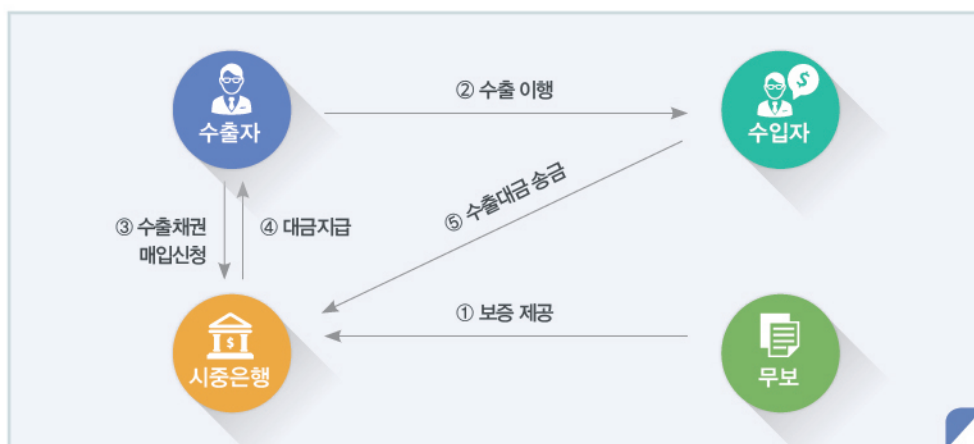 ② 수출 이행
수출자
수입자
③ 수출채권
매입신청
④ 대금지급
⑤ 수출대금 송금
① 보증 제공
시중은행
무보